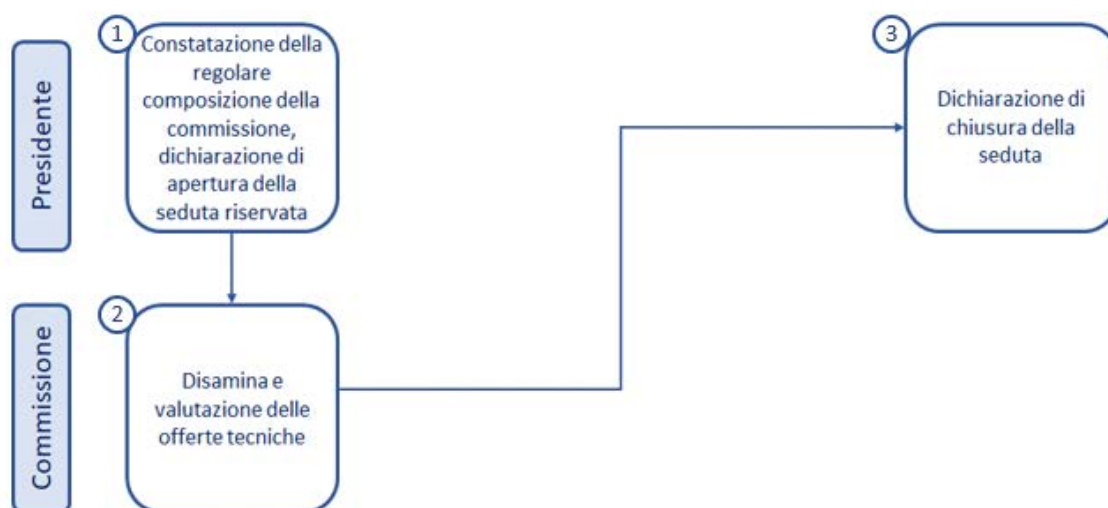 Presidente
1
Constatazione della
regolare
composizione della
commissione,
dichiarazione di
apertura della
seduta riservata
3
Dichiarazione di
chiusura della
seduta
Commissione
2
Disamina e
valutazione delle
offerte tecniche